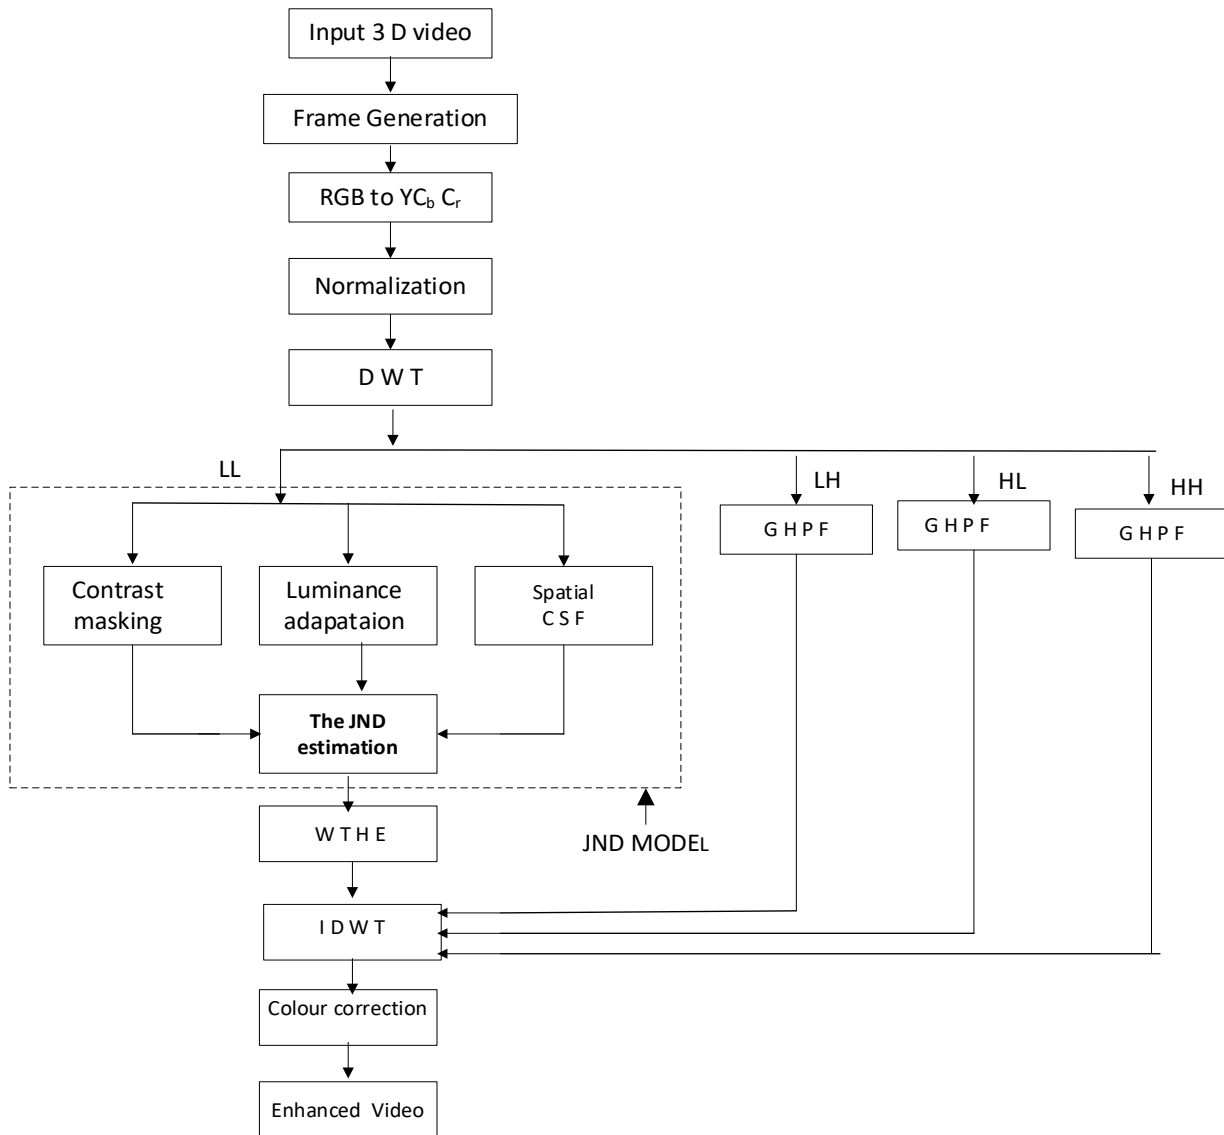 Input 3 D video
Frame Generation
RGB to YCb Cr
Normalization
D W T
LL
LH
HL
HH
G H P F
G H P F
G H P F
Contrast
masking
Luminance
adapataion
Spatial
C S F
The JND
estimation
W T H E
JND MODEL
I D W T
Colour correction
Enhanced Video